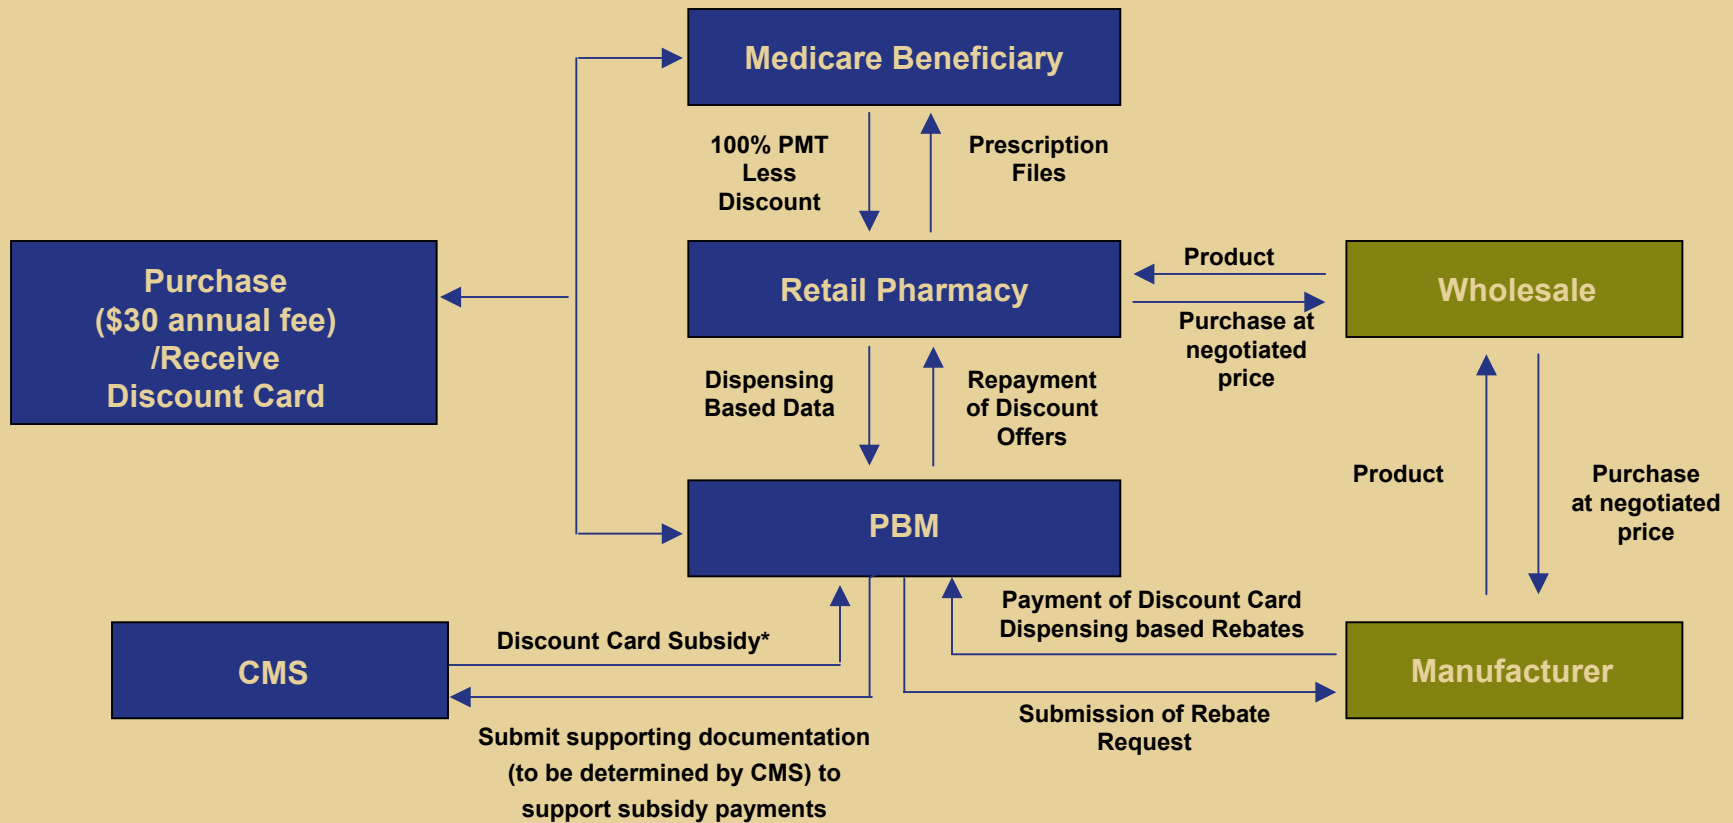 Medicare Beneficiary
100% PMT
Less
Discount
Prescription
Files
Purchase
($30 annual fee)
/Receive
Discount Card
Retail Pharmacy
Product
Purchase at
negotiated
price
Wholesale
Dispensing
Based Data
Repayment
of Discount
Offers
Product
Purchase
at negotiated
price
PBM
Payment of Discount Card
Dispensing based Rebates
Discount Card Subsidy*
CMS
Manufacturer
Submission of Rebate
Request
Submit supporting documentation
(to be determined by CMS) to
support subsidy payments